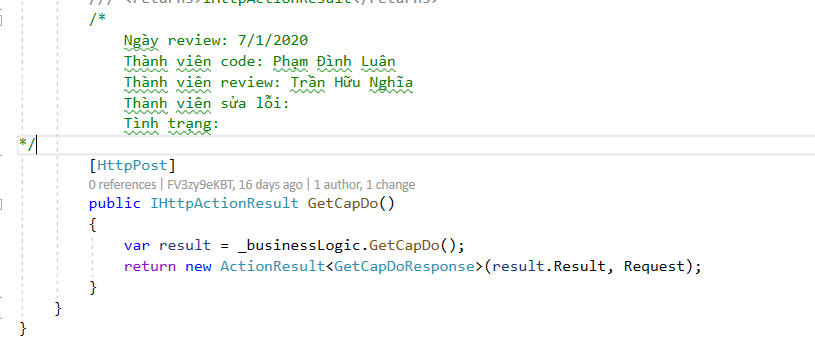 /// <returns>IHttpActionResult</returns>
/*
Ngày review: 7/1/2020
Thành viên code: Phạm Đình Luân
Thành viên review: Trần Hữu Nghĩa
Thành viên sửa lỗi:
Tình trạng:
*/
[HttpPost]
0 references | FV3zy9eKBT, 16 days ago | 1 author, 1 change
public IHttpActionResult GetCapDo()
{
var result = _businessLogic.GetCapDo();
return new ActionResult<GetCapDoResponse>(result.Result, Request);
}
}
}